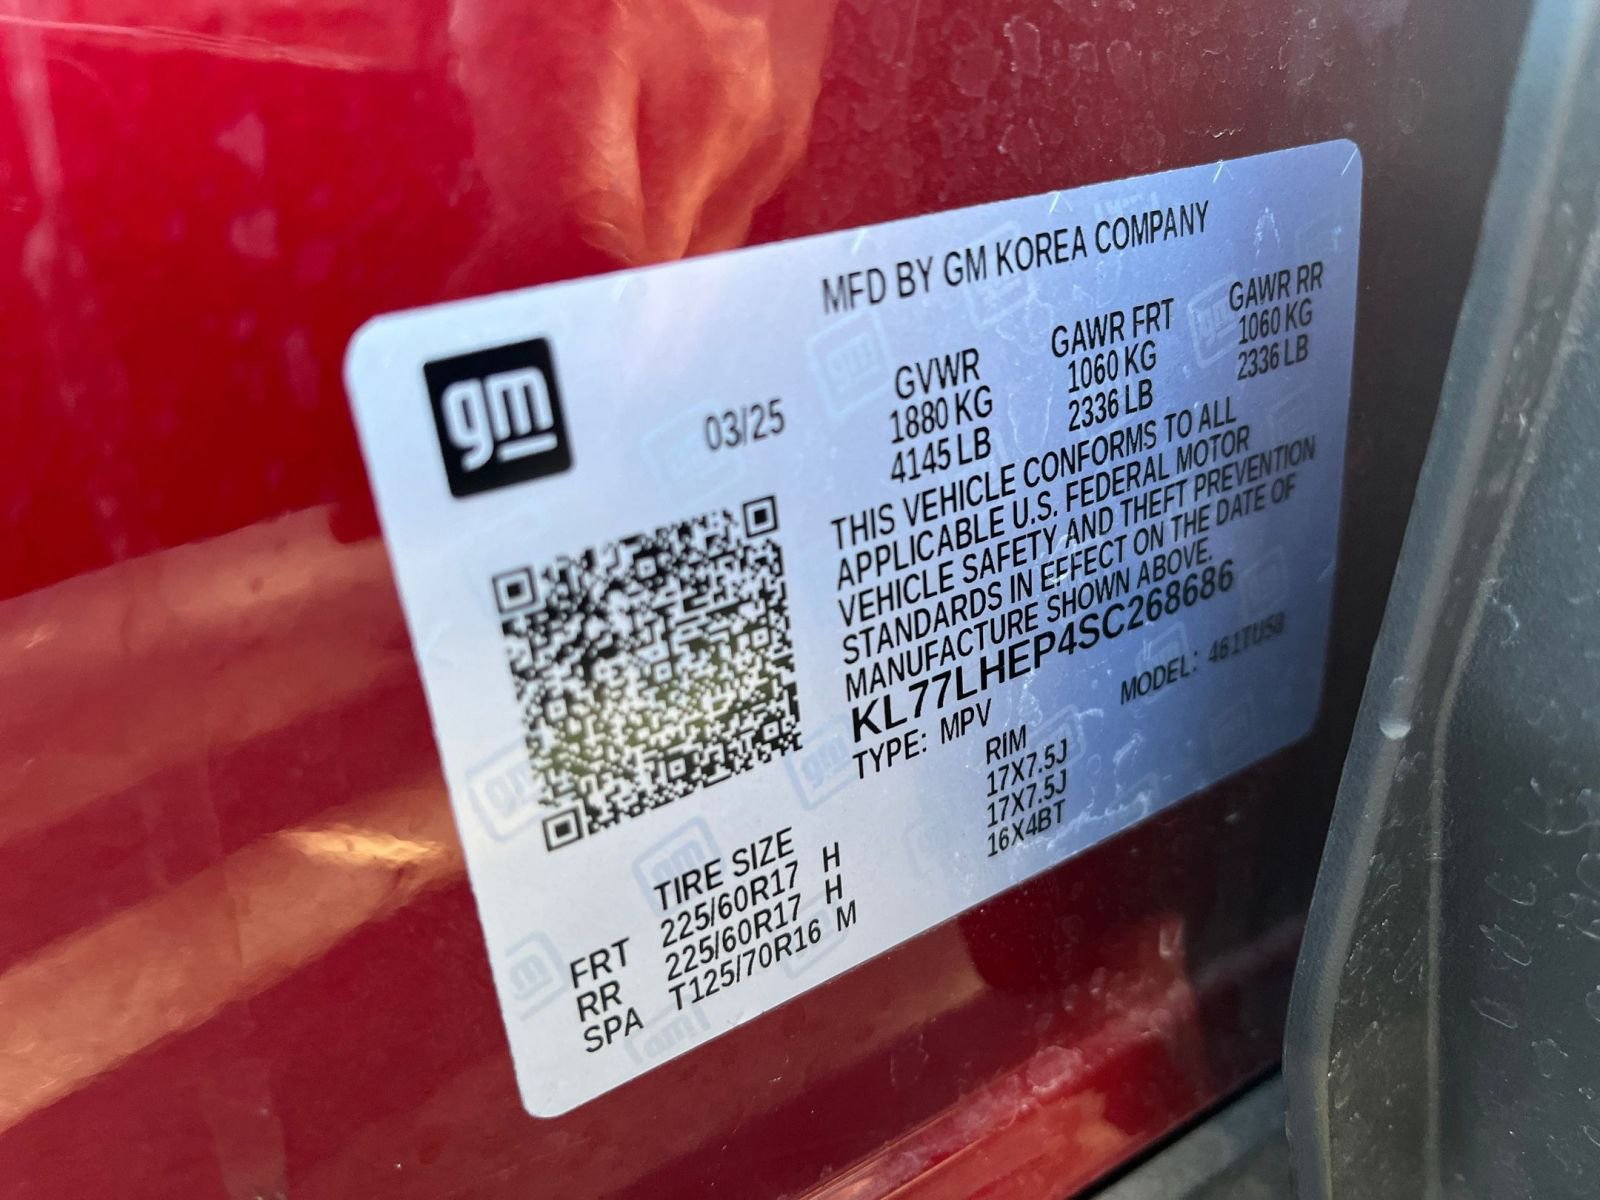 gm
MFD BY GM KOREA COMPANY
03/25
GVWR GAWR FRT GAWR RR
1880 KG 1060 KG 1060 KG
4145 LB 2336 LB 2336 LB
THIS VEHICLE CONFORMS TO ALL
APPLICABLE U.S. FEDERAL MOTOR
VEHICLE SAFETY AND THEFT PREVENTION
STANDARDS IN EFFECT ON THE DATE OF
MANUFACTURE SHOWN ABOVE.
KL77LHEP4SC268686
TYPE: MPV MODEL: 461TU58
TIRE SIZE RIM
FRT 225/60R17 H 17X7.5J
RR 225/60R17 H 17X7.5J
SPA T125/70R16 M 16X4BT